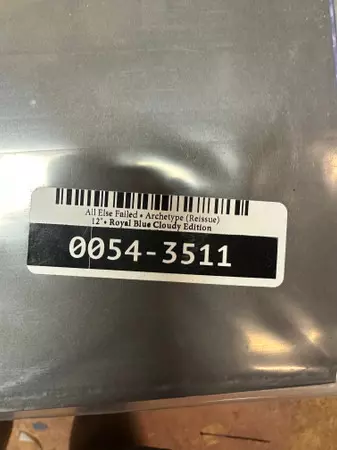 All Else Failed • Archetype (Reissue)
12" • Royal Blue Cloudy Edition
0054-3511